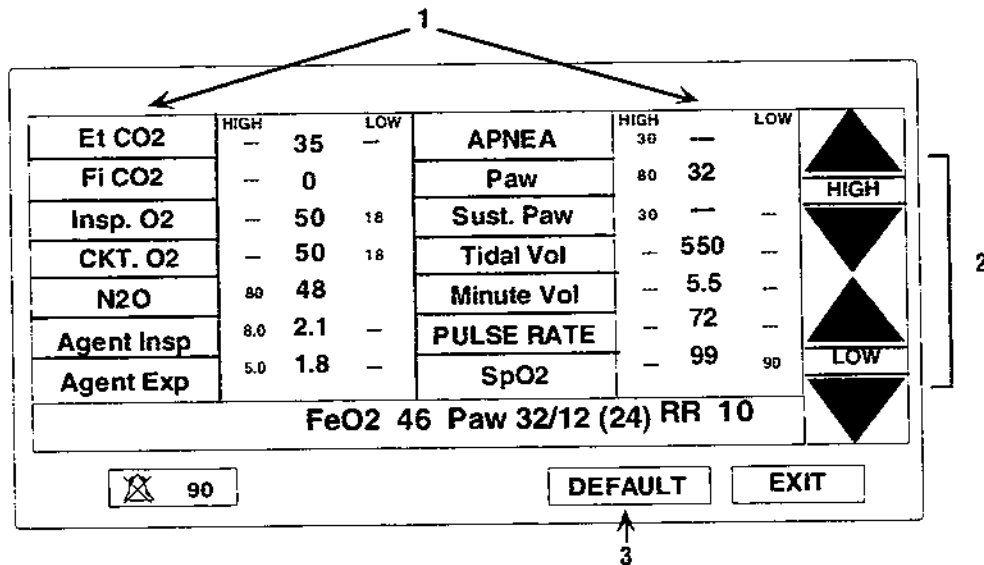 1
HIGH LOW HIGH LOW
Et CO2 -- 35 -- APNEA 30 ---
Fi CO2 -- 0 Paw 80 32 HIGH
Insp. O2 -- 50 18 Sust. Paw 30 --- --
CKT. O2 -- 50 18 Tidal Vol -- 550 -- 2
N2O 80 48 Minute Vol -- 5.5 --
Agent Insp 8.0 2.1 -- PULSE RATE -- 72 --
Agent Exp 5.0 1.8 -- SpO2 -- 99 90 LOW
FeO2 46 Paw 32/12 (24) RR 10
90 DEFAULT EXIT
3